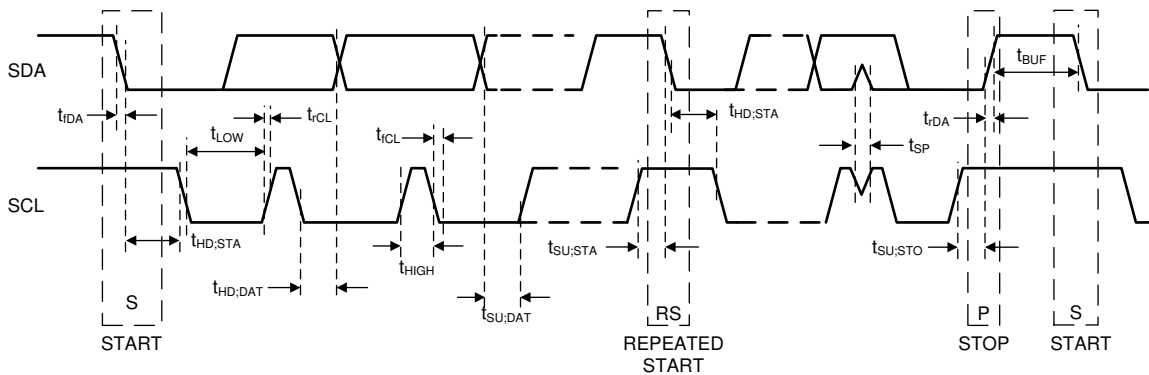 SDA
t_BUF
t_fDA
t_LOW
t_rCL
t_fCL
t_HD;STA
t_SP
t_rDA
SCL
t_HD;STA
t_HD;DAT
t_HIGH
t_SU;DAT
t_SU;STA
t_SU;STO
S
RS
P
S
START
REPEATED
START
STOP
START